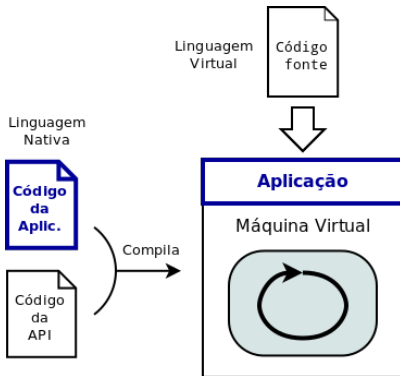 Linguagem
Virtual
Código
fonte
Linguagem
Nativa
Código
da
Aplic.
Compila
Código
da
API
Aplicação
Máquina Virtual